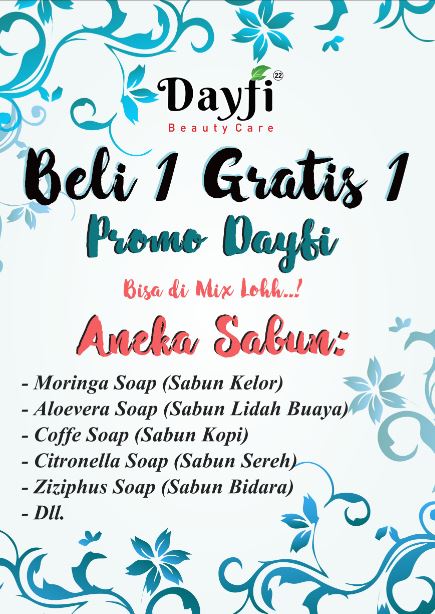 Dayfi 22
Beauty Care
Beli 1 Gratis 1
Promo Dayfi
Bisa di Mix Lohh..!
Aneka Sabun:
- Moringa Soap (Sabun Kelor)
- Aloevera Soap (Sabun Lidah Buaya)
- Coffe Soap (Sabun Kopi)
- Citronella Soap (Sabun Sereh)
- Ziziphus Soap (Sabun Bidara)
- Dll.